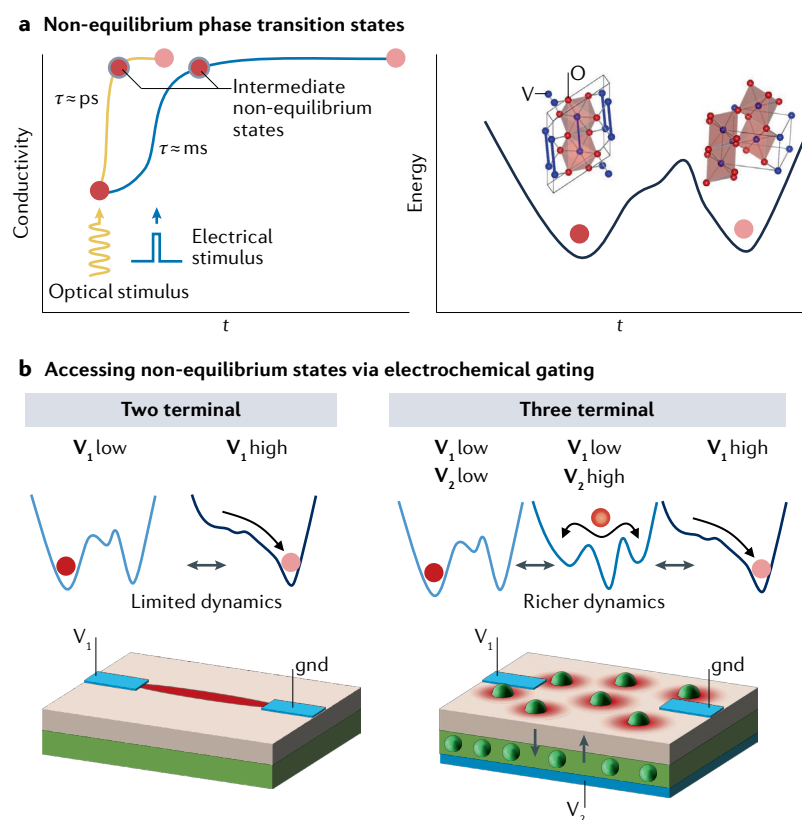 a Non-equilibrium phase transition states
Conductivity
τ ≈ ps
τ ≈ ms
Intermediate
non-equilibrium
states
Electrical
stimulus
Optical stimulus
t
Energy
V
O
t
b Accessing non-equilibrium states via electrochemical gating
Two terminal
V₁ low
V₁ high
Limited dynamics
V₁
gnd
Three terminal
V₁ low
V₂ low
V₁ low
V₂ high
V₁ high
Richer dynamics
V₁
gnd
V₂